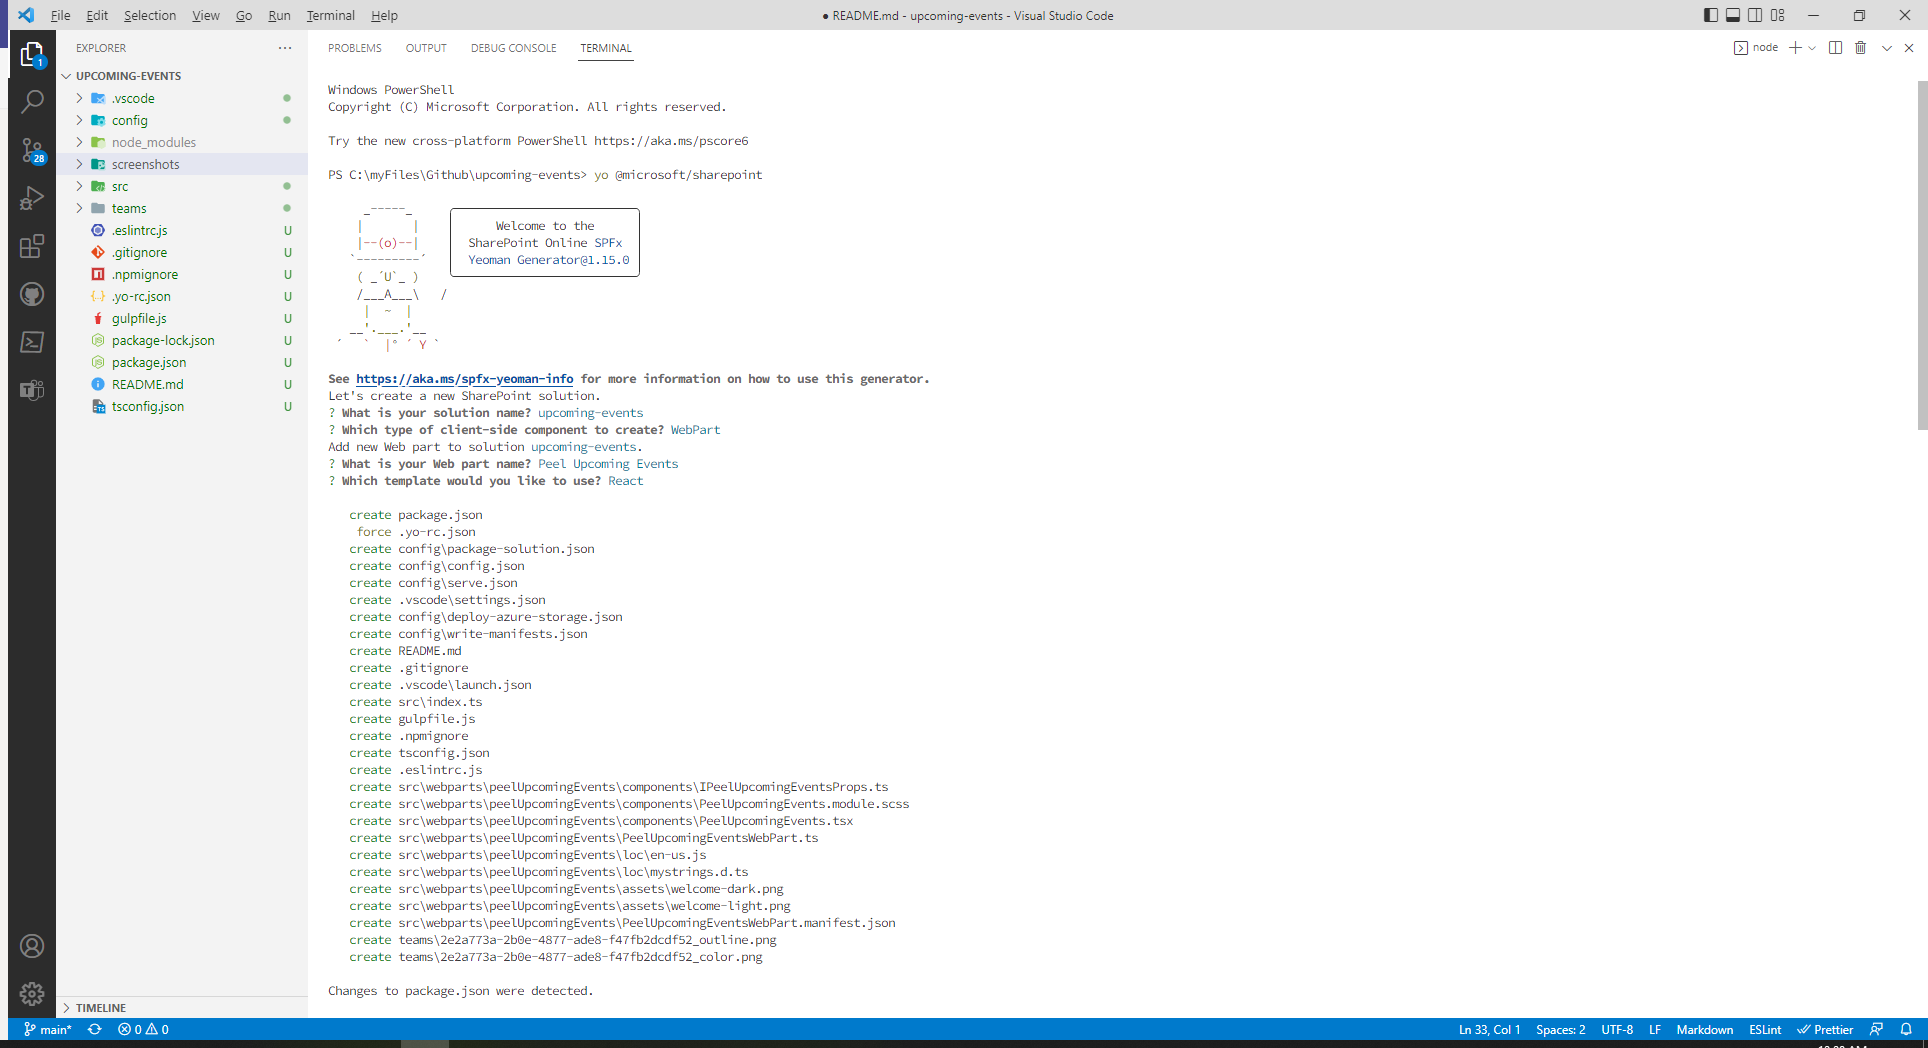 File Edit Selection View Go Run Terminal Help
● README.md - upcoming-events - Visual Studio Code
EXPLORER
PROBLEMS OUTPUT DEBUG CONSOLE TERMINAL
node
1
28
UPCOMING-EVENTS
.vscode
config
node_modules
screenshots
src
teams
.eslintrc.js U
.gitignore U
.npmignore U
.yo-rc.json U
gulpfile.js U
package-lock.json U
package.json U
README.md U
tsconfig.json U
TIMELINE
Windows PowerShell
Copyright (C) Microsoft Corporation. All rights reserved.
Try the new cross-platform PowerShell https://aka.ms/pscore6
PS C:\myFiles\Github\upcoming-events> yo @microsoft/sharepoint
     _-----_
    |       |
    |--(o)--|
   `---------´
    ( _´U`_ )
    /___A___\   /
     |  ~  |
   __'.___.'__
 ´   `  |° ´ Y `
Welcome to the
SharePoint Online SPFx
Yeoman Generator@1.15.0
See https://aka.ms/spfx-yeoman-info for more information on how to use this generator.
Let's create a new SharePoint solution.
? What is your solution name? upcoming-events
? Which type of client-side component to create? WebPart
Add new Web part to solution upcoming-events.
? What is your Web part name? Peel Upcoming Events
? Which template would you like to use? React
create package.json
force .yo-rc.json
create config\package-solution.json
create config\config.json
create config\serve.json
create .vscode\settings.json
create config\deploy-azure-storage.json
create config\write-manifests.json
create README.md
create .gitignore
create .vscode\launch.json
create src\index.ts
create gulpfile.js
create .npmignore
create tsconfig.json
create .eslintrc.js
create src\webparts\peelUpcomingEvents\components\IPeelUpcomingEventsProps.ts
create src\webparts\peelUpcomingEvents\components\PeelUpcomingEvents.module.scss
create src\webparts\peelUpcomingEvents\components\PeelUpcomingEvents.tsx
create src\webparts\peelUpcomingEvents\PeelUpcomingEventsWebPart.ts
create src\webparts\peelUpcomingEvents\loc\en-us.js
create src\webparts\peelUpcomingEvents\loc\mystrings.d.ts
create src\webparts\peelUpcomingEvents\assets\welcome-dark.png
create src\webparts\peelUpcomingEvents\assets\welcome-light.png
create src\webparts\peelUpcomingEvents\PeelUpcomingEventsWebPart.manifest.json
create teams\2e2a773a-2b0e-4877-ade8-f47fb2dcdf52_outline.png
create teams\2e2a773a-2b0e-4877-ade8-f47fb2dcdf52_color.png
Changes to package.json were detected.
main* 0 0
Ln 33, Col 1 Spaces: 2 UTF-8 LF Markdown ESLint Prettier